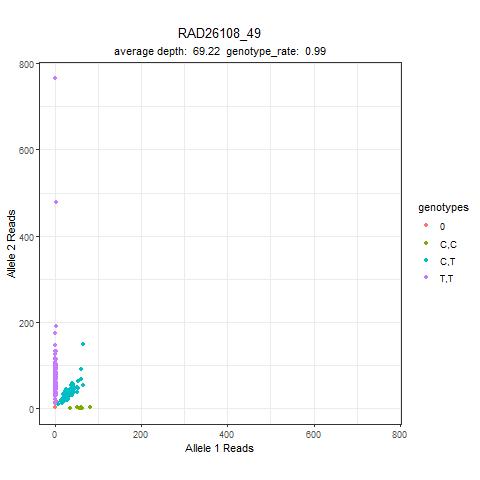 RAD26108_49
average depth:  69.22  genotype_rate:  0.99
800
600
400
200
0
Allele 2 Reads
0 200 400 600 800
Allele 1 Reads
genotypes
0
C,C
C,T
T,T